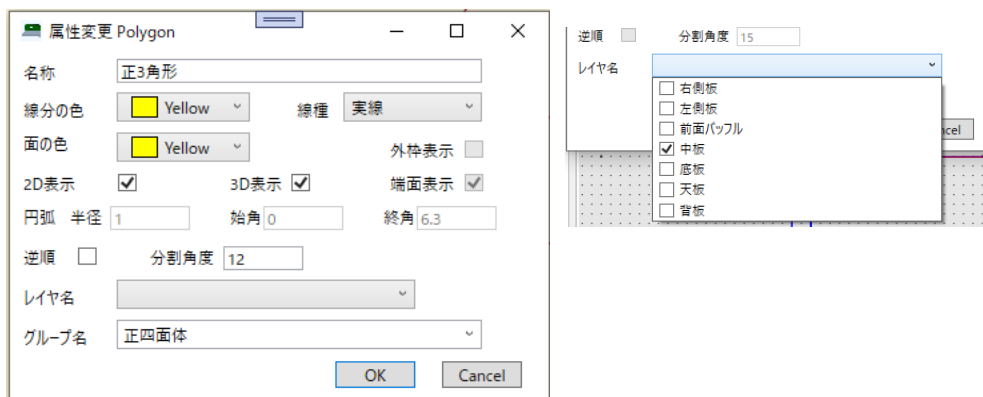 属性変更 Polygon
名称 正3角形
線分の色 Yellow 線種 実線
面の色 Yellow 外枠表示
2D表示 3D表示 端面表示
円弧 半径 1 始角 0 終角 6.3
逆順 分割角度 12
レイヤ名
グループ名 正四面体
OK Cancel
逆順 分割角度 15
レイヤ名
右側板
左側板
前面バッフル
中板
底板
天板
背板
ncel